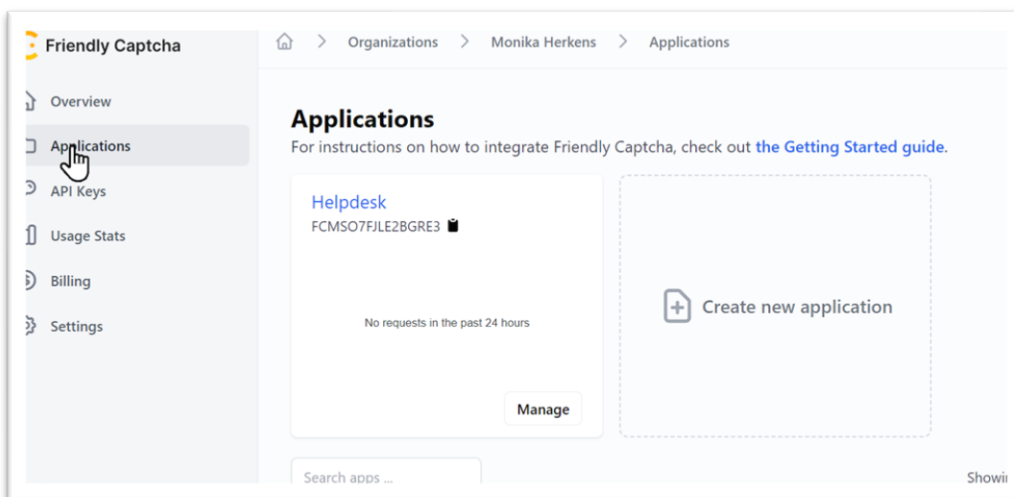 Friendly Captcha
Organizations > Monika Herkens > Applications
Overview
Applications
API Keys
Usage Stats
Billing
Settings
Applications
For instructions on how to integrate Friendly Captcha, check out the Getting Started guide.
Helpdesk
FCMSO7FJLE2BGRE3
No requests in the past 24 hours
Manage
Create new application
Search apps ...